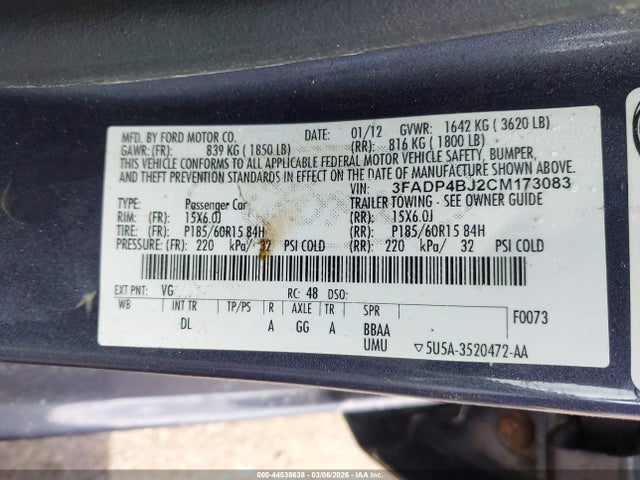 MFD. BY FORD MOTOR CO. DATE: 01/12 GVWR: 1642 KG ( 3620 LB)
GAWR:(FR): 839 KG ( 1850 LB) (RR): 816 KG ( 1800 LB)
THIS VEHICLE CONFORMS TO ALL APPLICABLE FEDERAL MOTOR VEHICLE SAFETY, BUMPER,
AND THEFT PREVENTION STANDARDS IN EFFECT ON THE DATE OF MANUFACTURE SHOWN ABOVE.
VIN: 3FADP4BJ2CM173083
TYPE: Passenger Car TRAILER TOWING - SEE OWNER GUIDE
RIM: (FR): 15X6.0J (RR): 15X6.0J
TIRE: (FR): P185/60R15 84H (RR): P185/60R15 84H
PRESSURE: (FR): 220 kPa/ 32 PSI COLD (RR): 220 kPa/ 32 PSI COLD
EXT PNT: VG RC: 48 DSO:
WB INT TR TP/PS R AXLE TR SPR F0073
DL A GG A BBAA
UMU ▽5U5A-3520472-AA
000-44538638 - 03/06/2026 - IAAI.COM